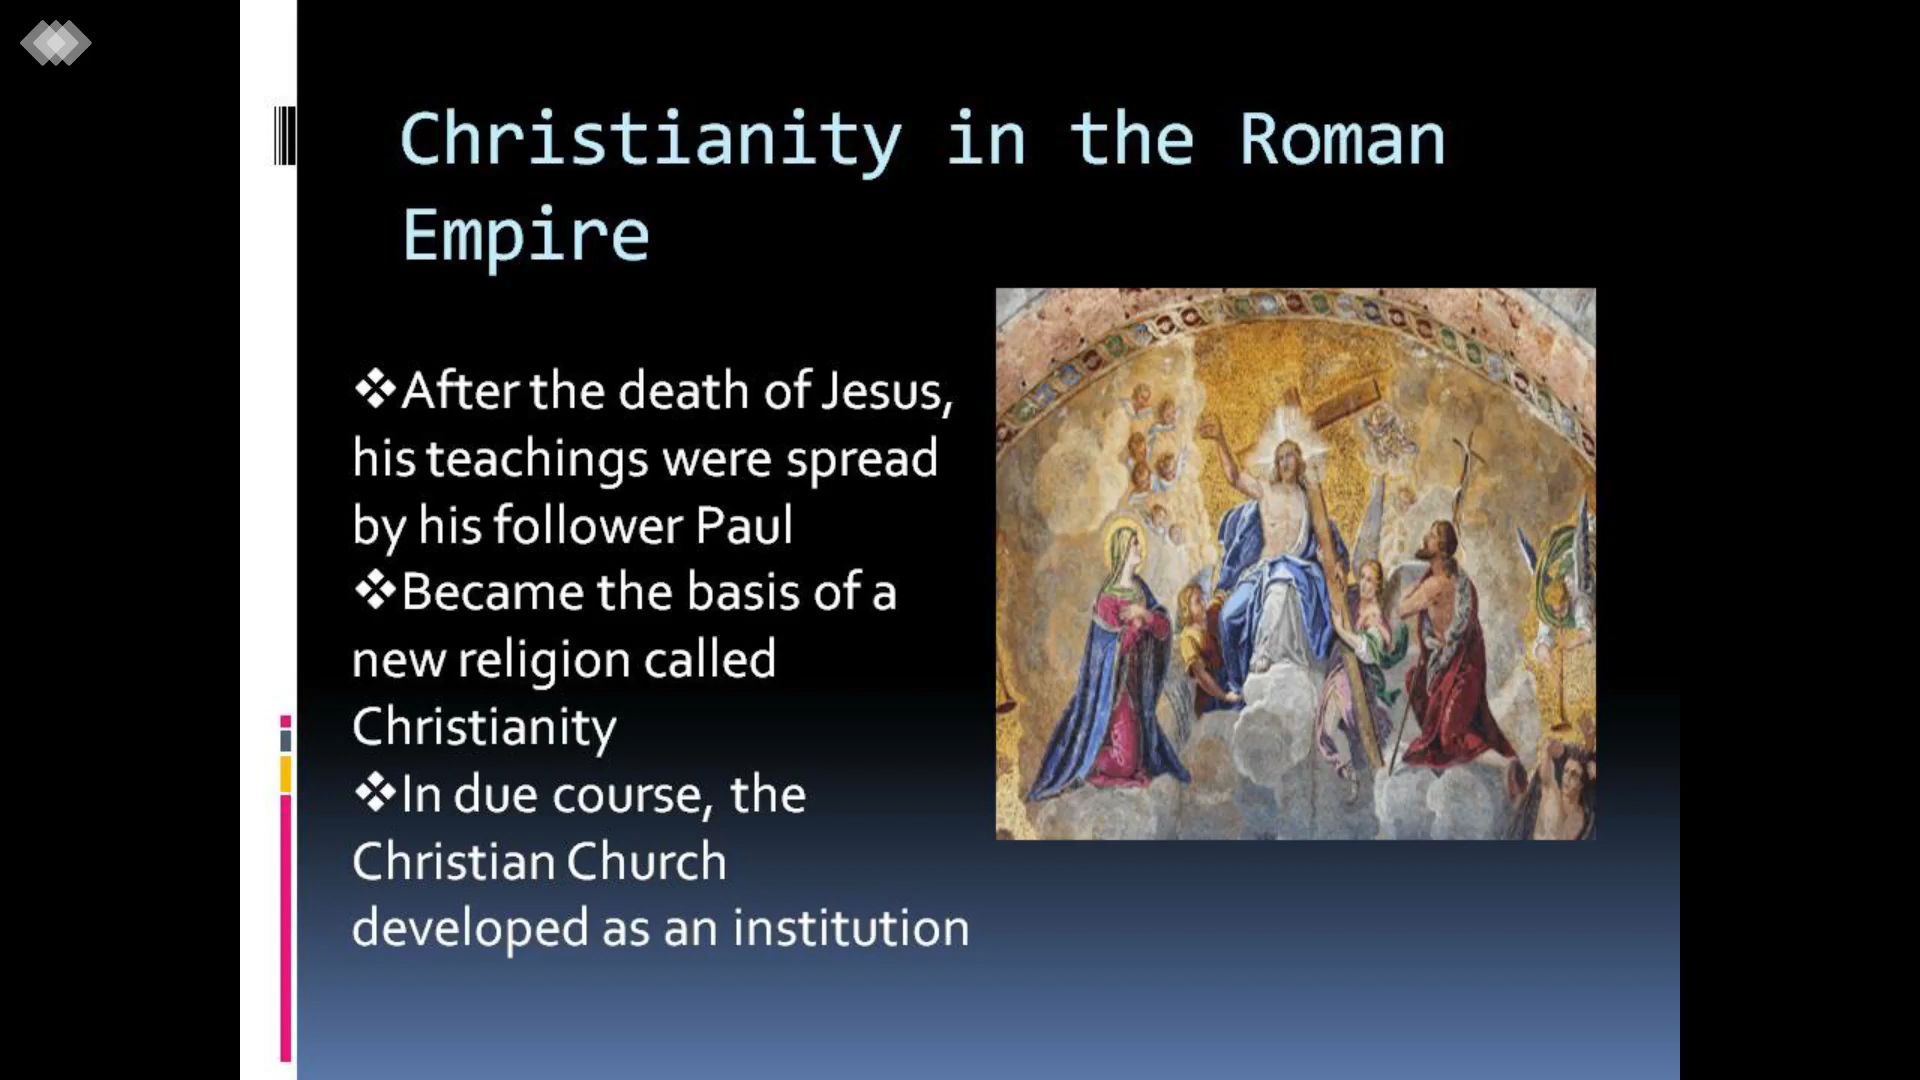 Christianity in the Roman
Empire
❖After the death of Jesus,
his teachings were spread
by his follower Paul
❖Became the basis of a
new religion called
Christianity
❖In due course, the
Christian Church
developed as an institution